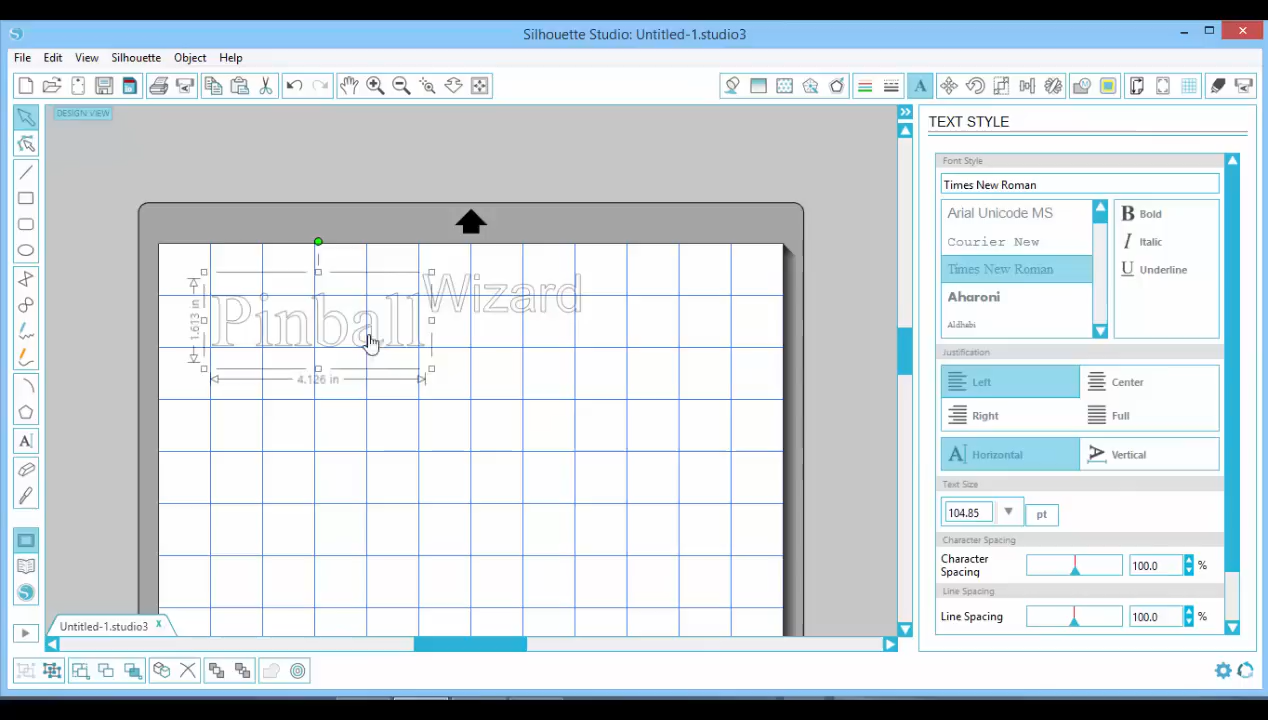 Silhouette Studio: Untitled-1.studio3
File Edit View Silhouette Object Help
DESIGN VIEW
TEXT STYLE
Font Style
Times New Roman
Arial Unicode MS
Courier New
Times New Roman
Aharoni
Aldhabi
B Bold
I Italic
U Underline
Pinball
Wizard
1.613 in
4.126 in
Justification
Left
Center
Right
Full
Horizontal
Vertical
Text Size
104.85
pt
Character Spacing
Character
Spacing
100.0 %
Line Spacing
Line Spacing 100.0 %
Untitled-1.studio3 x